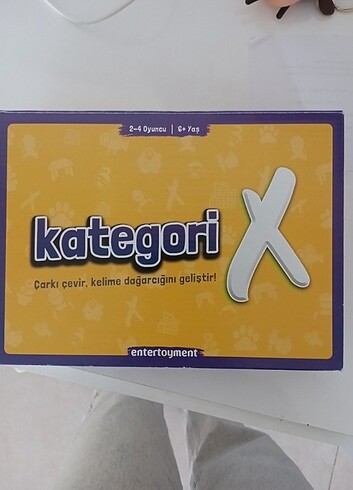 2-4 Oyuncu | 6+ Yaş
kategori X
Çarkı çevir, kelime dağarcığını geliştir!
entertoyment